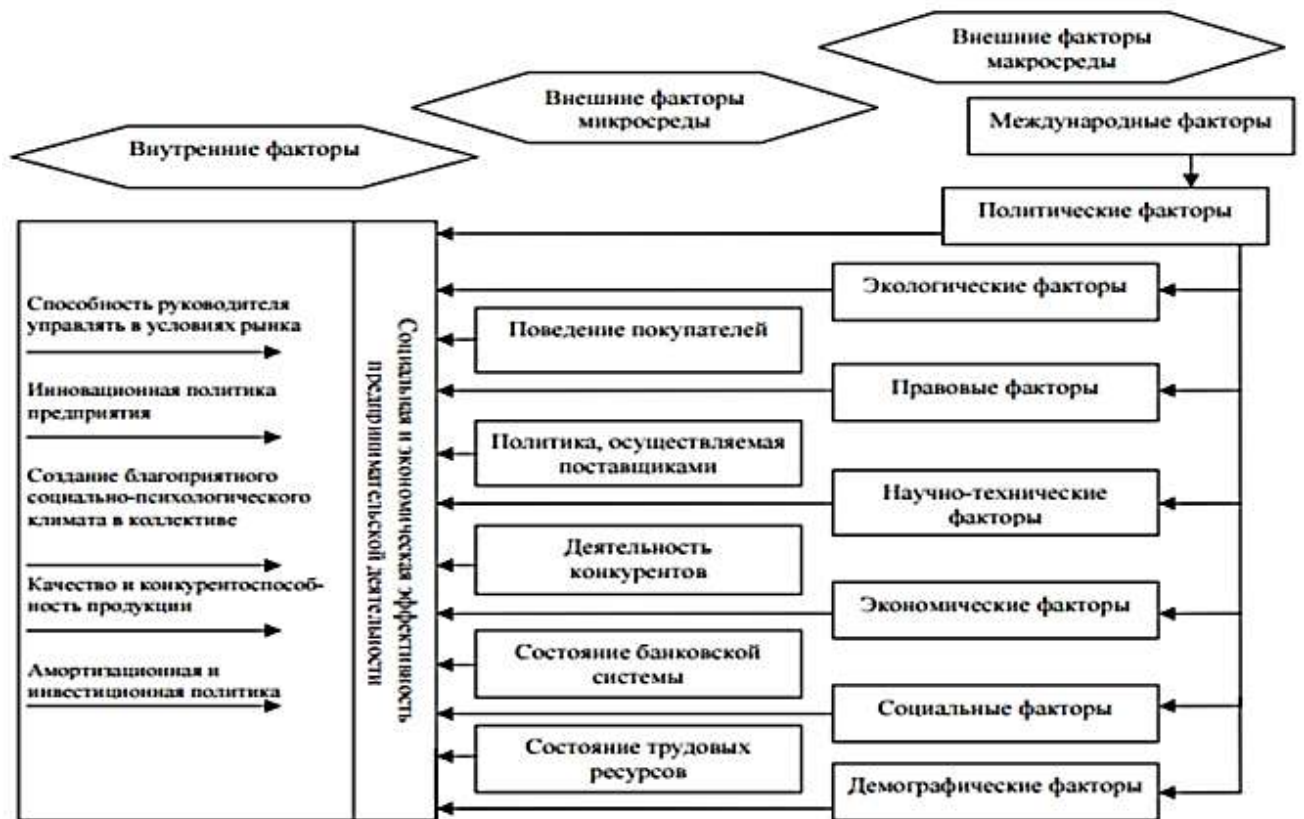 Внешние факторы
макросреды
Внешние факторы
микросреды
Внутренние факторы
Международные факторы
Политические факторы
Способность руководителя
управлять в условиях рынка
Инновационная политика
предприятия
Создание благоприятного
социально-психологического
климата в коллективе
Качество и конкурентоспособ-
ность продукции
Амортизационная и
инвестиционная политика
Социальная и экономическая эффективность
предпринимательской деятельности
Поведение покупателей
Политика, осуществляемая
поставщиками
Деятельность
конкурентов
Состояние банковской
системы
Состояние трудовых
ресурсов
Экологические факторы
Правовые факторы
Научно-технические
факторы
Экономические факторы
Социальные факторы
Демографические факторы